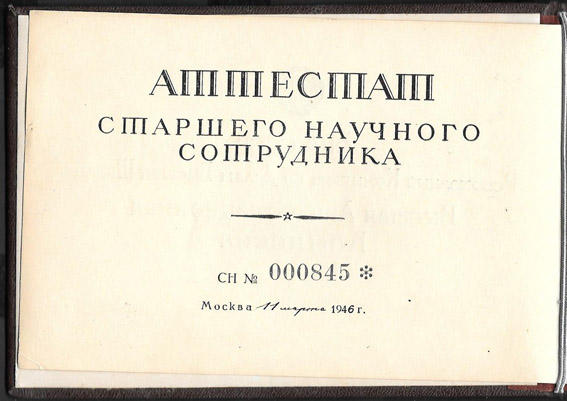 АТТЕСТАТ
СТАРШЕГО НАУЧНОГО
СОТРУДНИКА
СН № 000845 *
Москва 11 марта 1946 г.